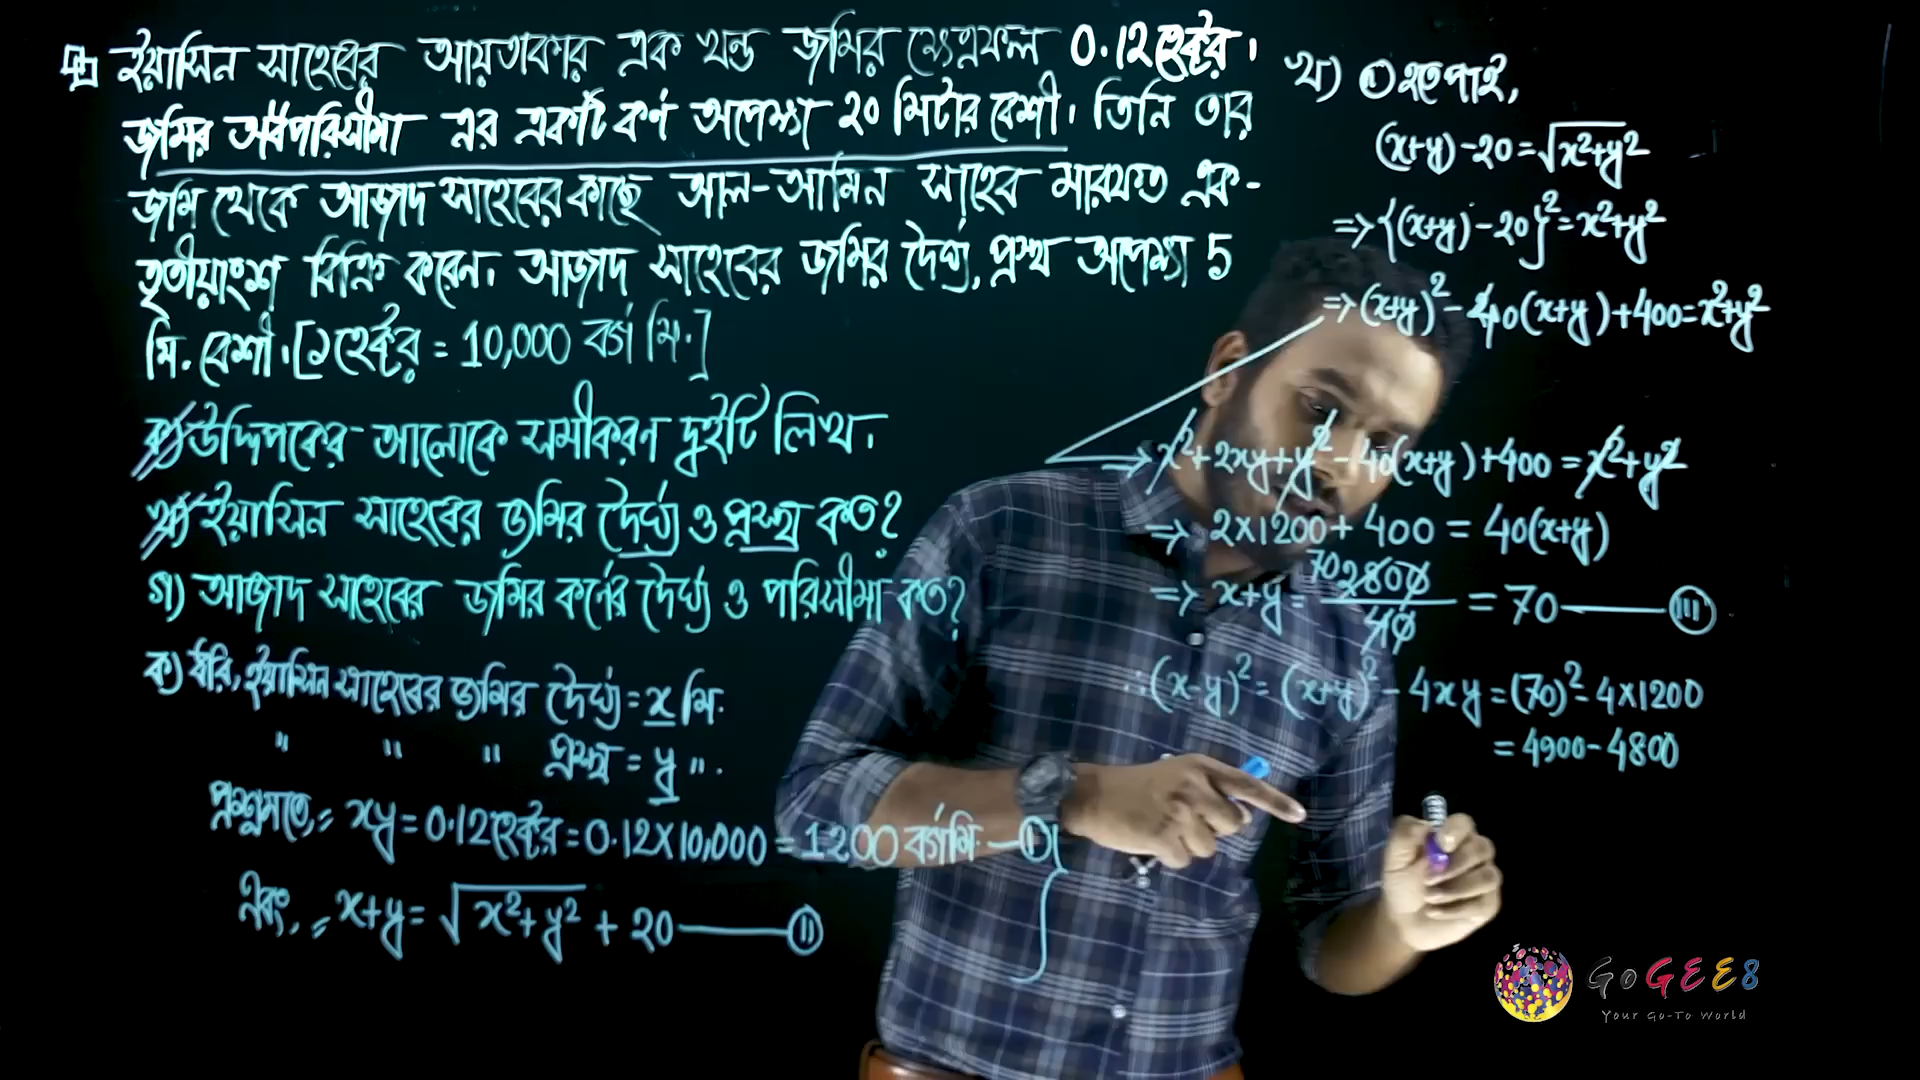 প্রঃ ইয়াসিন সাহেবের আয়তাকার এক খন্ড জমির ক্ষেত্রফল 0.12 হেক্টর।
জমির অর্ধপরিসীমা এর একটি কর্ণ অপেক্ষা 20 মিটার বেশী। তিনি তার
জমি থেকে আজাদ সাহেবের কাছে আল-আমিন সাহেব মারফত এক-
তৃতীয়াংশ বিক্রি করেন। আজাদ সাহেবের জমির দৈর্ঘ্য, প্রস্থ অপেক্ষা 5
মি. বেশী। [১ হেক্টর = 10,000 বর্গ মি.]
ক) উদ্দিপকের আলোকে সমীকরণ দুইটি লিখ।
খ) ইয়াসিন সাহেবের জমির দৈর্ঘ্য ও প্রস্থ কত?
গ) আজাদ সাহেবের জমির কর্ণের দৈর্ঘ্য ও পরিসীমা কত?
ক) ধরি, ইয়াসিন সাহেবের জমির দৈর্ঘ্য = x মি.
" " " প্রস্থ = y ".
প্রশ্নমতে, = xy = 0.12 হেক্টর = 0.12 × 10,000 = 1200 বর্গমি. — (i)
এবং, = x+y = √x²+y² + 20 — (ii)
খ) (ii) হতে পাই,
(x+y) - 20 = √x²+y²
⇒ {(x+y) - 20}² = x²+y²
⇒ (x+y)² - 40(x+y) + 400 = x²+y²
⇒ x²+2xy+y² - 40(x+y) + 400 = x²+y²
⇒ 2×1200 + 400 = 40(x+y)
⇒ x+y = 2800/40 70 = 70 — (iii)
∴ (x-y)² = (x+y)² - 4xy = (70)² - 4×1200
= 4900 - 4800
GoGEE8
Your Go-To World